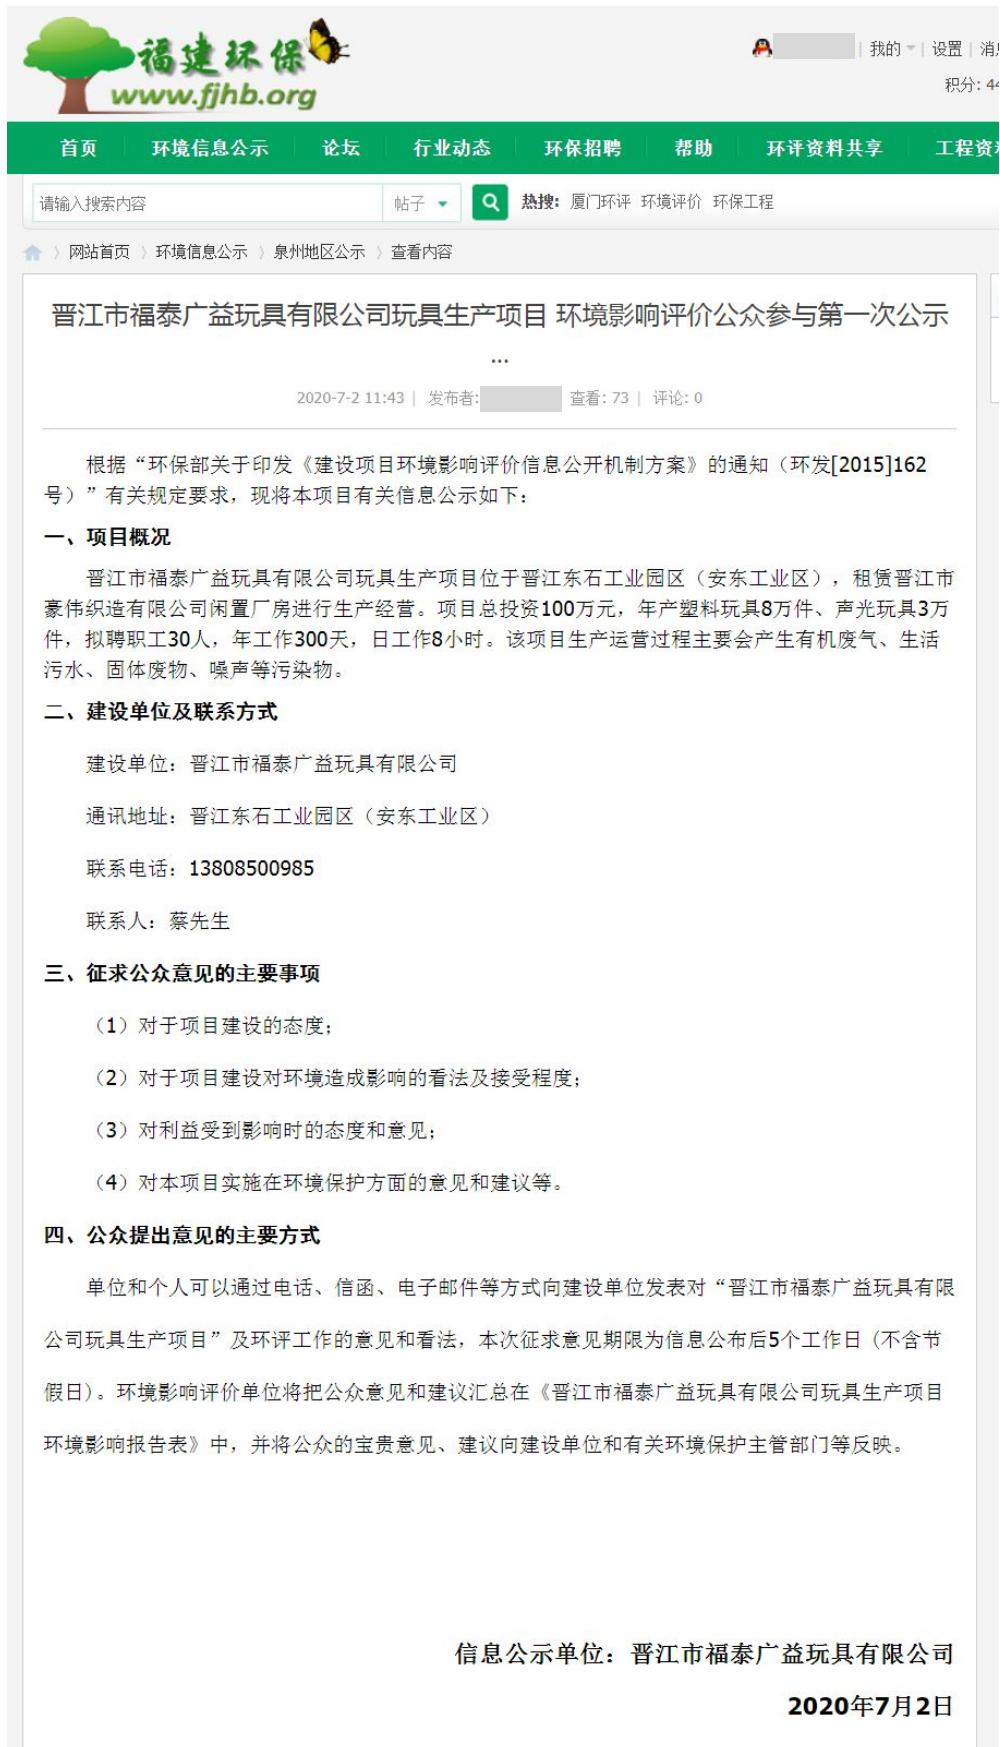 福建环保
www.fjhb.org
我的 | 设置 | 消
积分: 44
首页 环境信息公示 论坛 行业动态 环保招聘 帮助 环评资料共享 工程资
请输入搜索内容 帖子 热搜: 厦门环评 环境评价 环保工程
网站首页 〉 环境信息公示 〉 泉州地区公示 〉 查看内容
晋江市福泰广益玩具有限公司玩具生产项目 环境影响评价公众参与第一次公示
...
2020-7-2 11:43 | 发布者: 查看: 73 | 评论: 0
根据“环保部关于印发《建设项目环境影响评价信息公开机制方案》的通知（环发[2015]162
号）”有关规定要求，现将本项目有关信息公示如下：
一、项目概况
晋江市福泰广益玩具有限公司玩具生产项目位于晋江东石工业园区（安东工业区），租赁晋江市
豪伟织造有限公司闲置厂房进行生产经营。项目总投资100万元，年产塑料玩具8万件、声光玩具3万
件，拟聘职工30人，年工作300天，日工作8小时。该项目生产运营过程主要会产生有机废气、生活
污水、固体废物、噪声等污染物。
二、建设单位及联系方式
建设单位：晋江市福泰广益玩具有限公司
通讯地址：晋江东石工业园区（安东工业区）
联系电话：13808500985
联系人：蔡先生
三、征求公众意见的主要事项
（1）对于项目建设的态度；
（2）对于项目建设对环境造成影响的看法及接受程度；
（3）对利益受到影响时的态度和意见；
（4）对本项目实施在环境保护方面的意见和建议等。
四、公众提出意见的主要方式
单位和个人可以通过电话、信函、电子邮件等方式向建设单位发表对“晋江市福泰广益玩具有限
公司玩具生产项目”及环评工作的意见和看法，本次征求意见期限为信息公布后5个工作日（不含节
假日）。环境影响评价单位将把公众意见和建议汇总在《晋江市福泰广益玩具有限公司玩具生产项目
环境影响报告表》中，并将公众的宝贵意见、建议向建设单位和有关环境保护主管部门等反映。
信息公示单位：晋江市福泰广益玩具有限公司
2020年7月2日